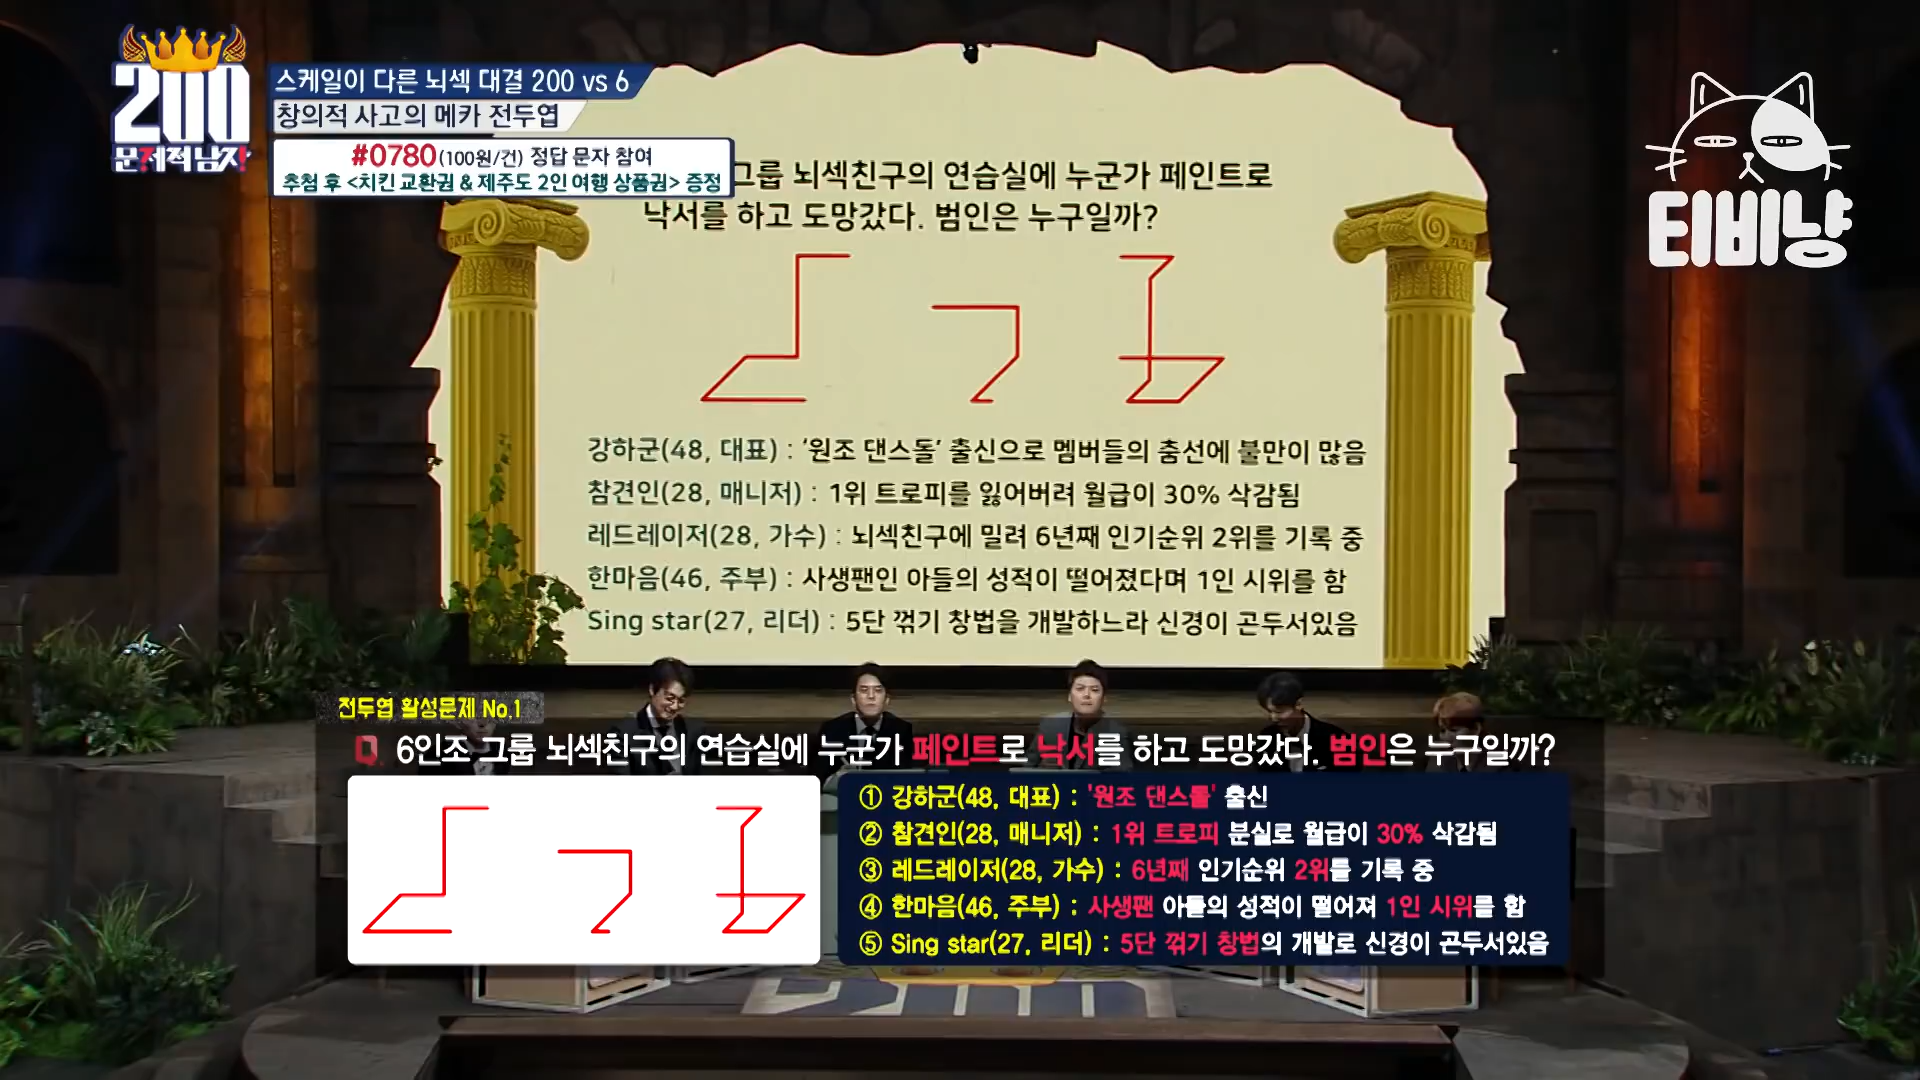 200
문제적남자
스케일이 다른 뇌섹 대결 200 vs 6
창의적 사고의 메카 전두엽
#0780(100원/건) 정답 문자 참여
추첨 후 <치킨 교환권 & 제주도 2인 여행 상품권> 증정
티비냥
그룹 뇌섹친구의 연습실에 누군가 페인트로
낙서를 하고 도망갔다. 범인은 누구일까?
강하군(48, 대표) : ‘원조 댄스돌’ 출신으로 멤버들의 춤선에 불만이 많음
참견인(28, 매니저) : 1위 트로피를 잃어버려 월급이 30% 삭감됨
레드레이저(28, 가수) : 뇌섹친구에 밀려 6년째 인기순위 2위를 기록 중
한마음(46, 주부) : 사생팬인 아들의 성적이 떨어졌다며 1인 시위를 함
Sing star(27, 리더) : 5단 꺾기 창법을 개발하느라 신경이 곤두서있음
전두엽 활성문제 No.1
Q. 6인조 그룹 뇌섹친구의 연습실에 누군가 페인트로 낙서를 하고 도망갔다. 범인은 누구일까?
① 강하군(48, 대표) : '원조 댄스돌' 출신
② 참견인(28, 매니저) : 1위 트로피 분실로 월급이 30% 삭감됨
③ 레드레이저(28, 가수) : 6년째 인기순위 2위를 기록 중
④ 한마음(46, 주부) : 사생팬 아들의 성적이 떨어져 1인 시위를 함
⑤ Sing star(27, 리더) : 5단 꺾기 창법의 개발로 신경이 곤두서있음